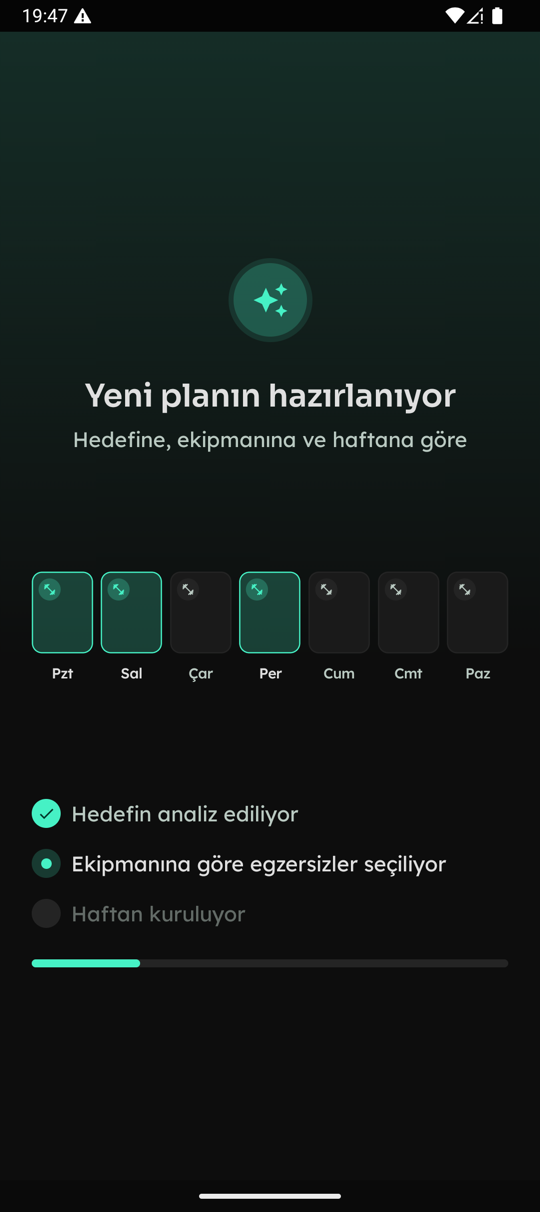 19:47
Yeni planın hazırlanıyor
Hedefine, ekipmanına ve haftana göre
Pzt Sal Çar Per Cum Cmt Paz
Hedefin analiz ediliyor
Ekipmanına göre egzersizler seçiliyor
Haftan kuruluyor